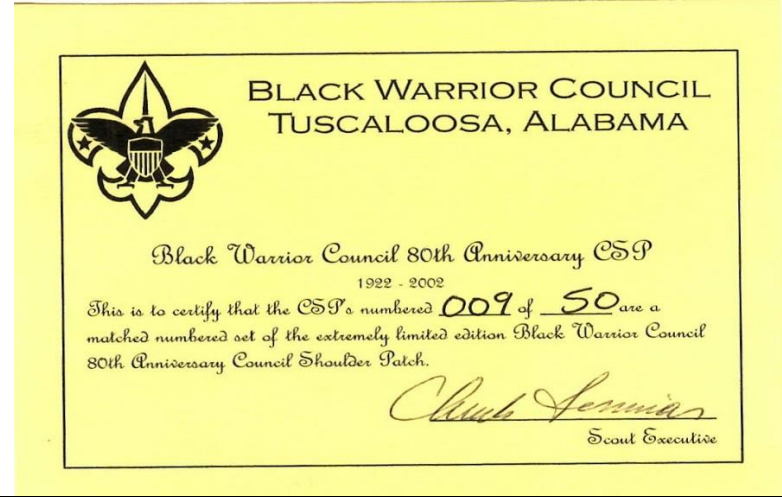 BLACK WARRIOR COUNCIL
TUSCALOOSA, ALABAMA
Black Warrior Council 80th Anniversary CSP
1922 - 2002
This is to certify that the CSP's numbered 009 of 50 are a
matched numbered set of the extremely limited edition Black Warrior Council
80th Anniversary Council Shoulder Patch.
Scout Executive